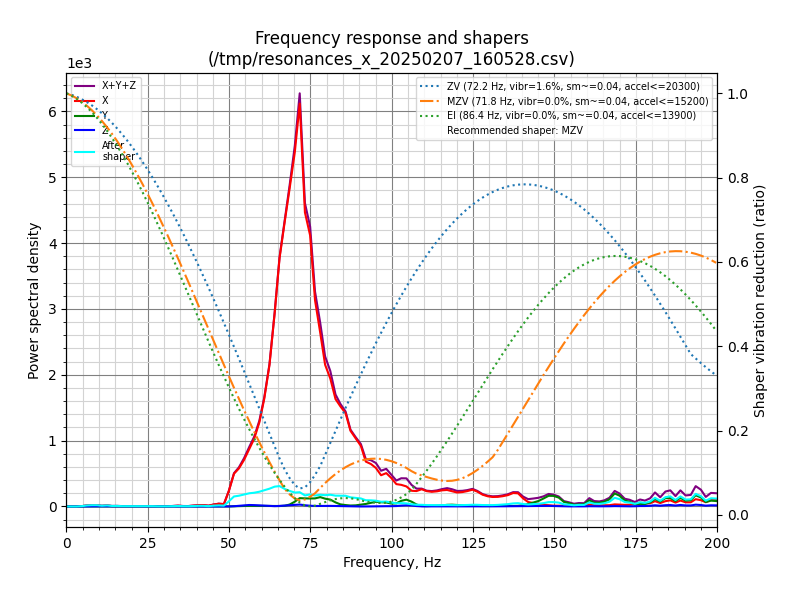 Frequency response and shapers
(/tmp/resonances_x_20250207_160528.csv)
1e3
X+Y+Z
X
Y
Z
After
shaper
ZV (72.2 Hz, vibr=1.6%, sm~=0.04, accel<=20300)
MZV (71.8 Hz, vibr=0.0%, sm~=0.04, accel<=15200)
EI (86.4 Hz, vibr=0.0%, sm~=0.04, accel<=13900)
Recommended shaper: MZV
6
5
4
3
2
1
0
Power spectral density
1.0
0.8
0.6
0.4
0.2
0.0
Shaper vibration reduction (ratio)
0 25 50 75 100 125 150 175 200
Frequency, Hz